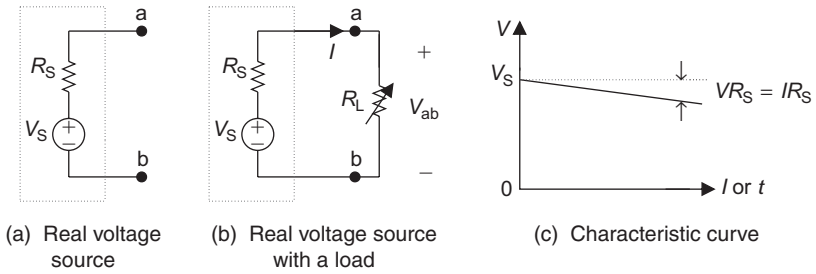 a
R_S
V_S
+
−
b
a
I
R_S
R_L
+
V_ab
−
V_S
+
−
b
V
V_S
VR_S = IR_S
0
I or t
(a) Real voltage
source
(b) Real voltage source
with a load
(c) Characteristic curve